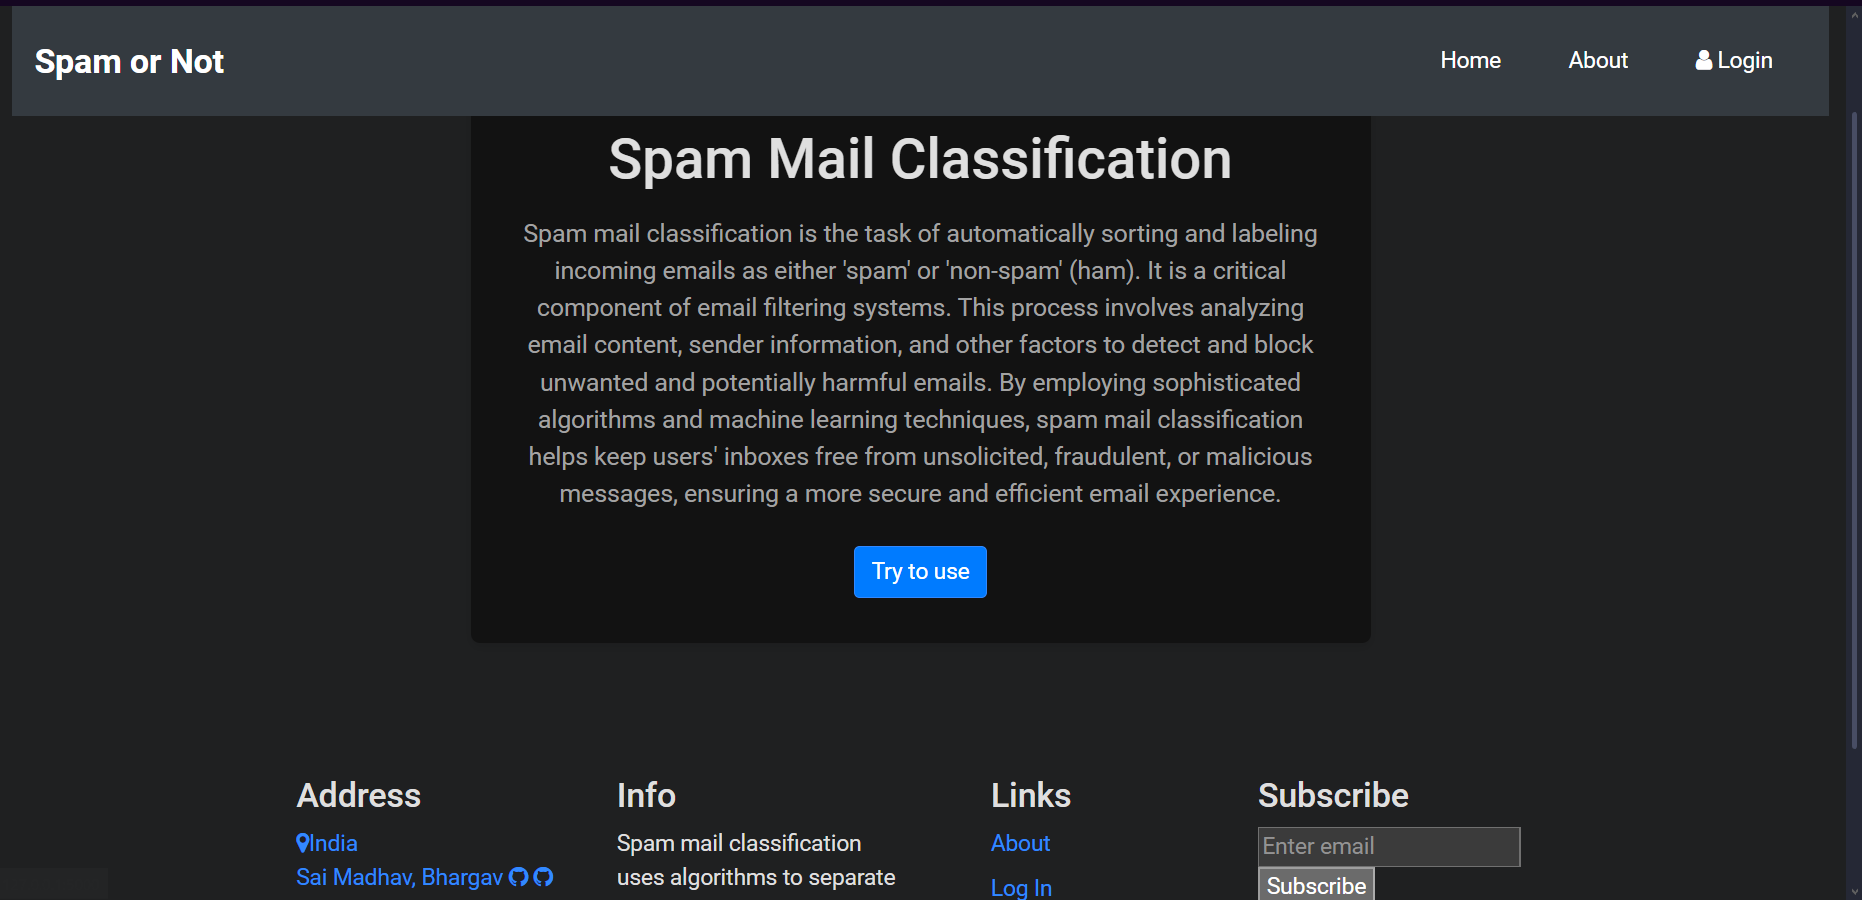 Spam or Not
Home
About
Login
Spam Mail Classification
Spam mail classification is the task of automatically sorting and labeling
incoming emails as either 'spam' or 'non-spam' (ham). It is a critical
component of email filtering systems. This process involves analyzing
email content, sender information, and other factors to detect and block
unwanted and potentially harmful emails. By employing sophisticated
algorithms and machine learning techniques, spam mail classification
helps keep users' inboxes free from unsolicited, fraudulent, or malicious
messages, ensuring a more secure and efficient email experience.
Try to use
Address
India
Sai Madhav, Bhargav
Info
Spam mail classification
uses algorithms to separate
Links
About
Log In
Subscribe
Enter email
Subscribe